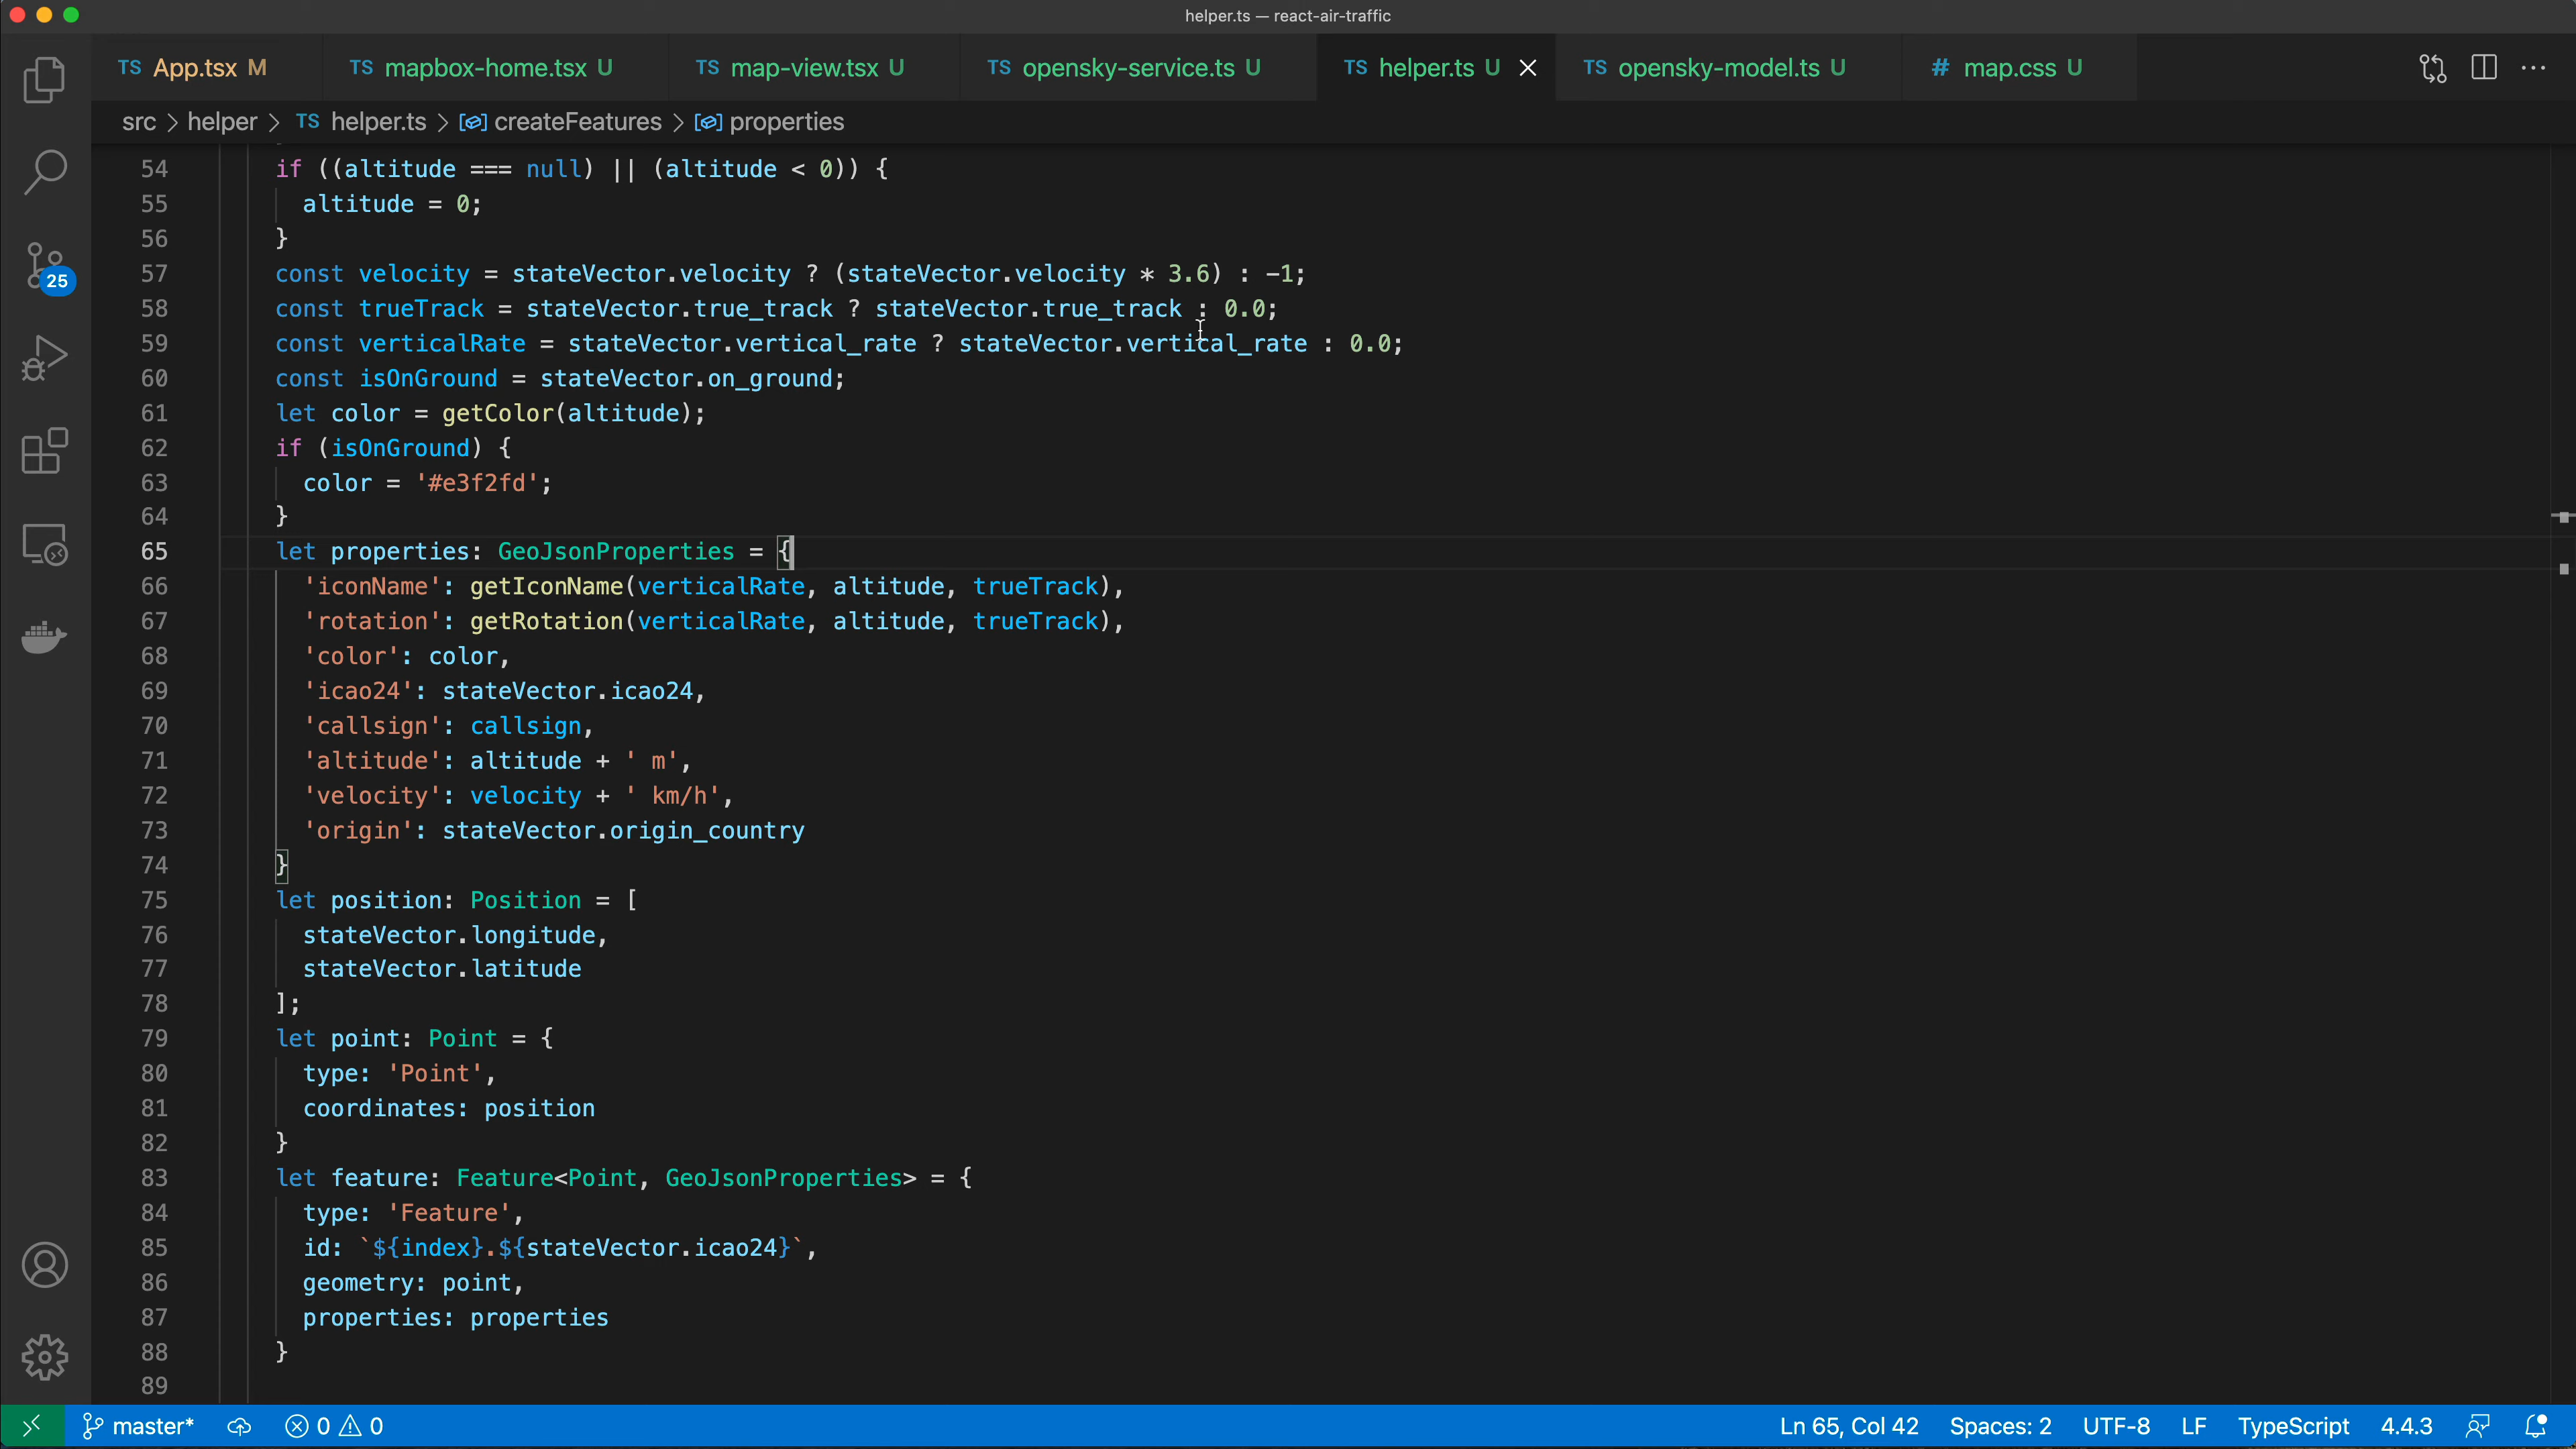 helper.ts — react-air-traffic
TS App.tsx M TS mapbox-home.tsx U TS map-view.tsx U TS opensky-service.ts U TS helper.ts U TS opensky-model.ts U # map.css U
src > helper > TS helper.ts > createFeatures > properties
54 if ((altitude === null) || (altitude < 0)) {
55 altitude = 0;
56 }
57 const velocity = stateVector.velocity ? (stateVector.velocity * 3.6) : -1;
58 const trueTrack = stateVector.true_track ? stateVector.true_track : 0.0;
59 const verticalRate = stateVector.vertical_rate ? stateVector.vertical_rate : 0.0;
60 const isOnGround = stateVector.on_ground;
61 let color = getColor(altitude);
62 if (isOnGround) {
63 color = '#e3f2fd';
64 }
65 let properties: GeoJsonProperties = {
66 'iconName': getIconName(verticalRate, altitude, trueTrack),
67 'rotation': getRotation(verticalRate, altitude, trueTrack),
68 'color': color,
69 'icao24': stateVector.icao24,
70 'callsign': callsign,
71 'altitude': altitude + ' m',
72 'velocity': velocity + ' km/h',
73 'origin': stateVector.origin_country
74 }
75 let position: Position = [
76 stateVector.longitude,
77 stateVector.latitude
78 ];
79 let point: Point = {
80 type: 'Point',
81 coordinates: position
82 }
83 let feature: Feature<Point, GeoJsonProperties> = {
84 type: 'Feature',
85 id: `${index}.${stateVector.icao24}`,
86 geometry: point,
87 properties: properties
88 }
89
25
master* 0 0 Ln 65, Col 42 Spaces: 2 UTF-8 LF TypeScript 4.4.3